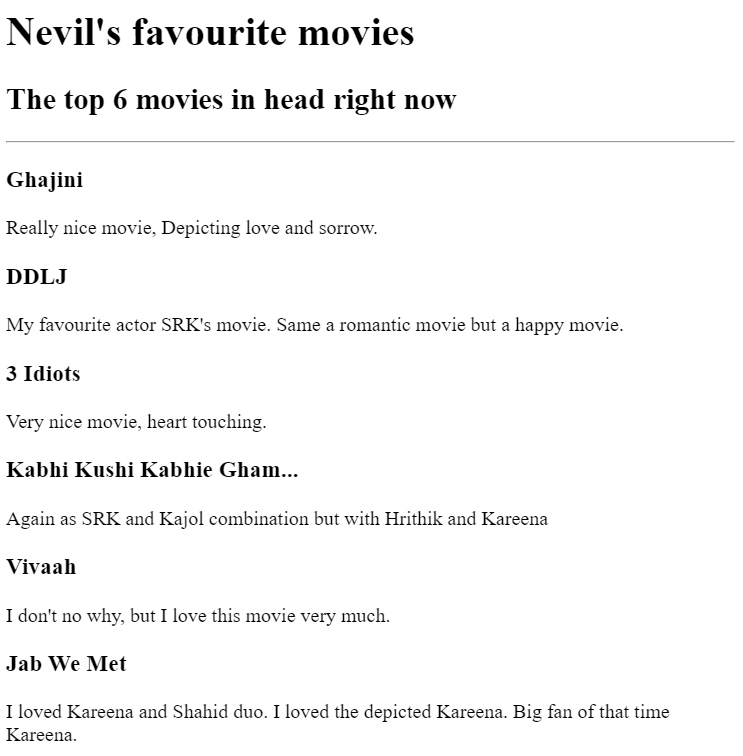 Nevil's favourite movies
The top 6 movies in head right now
Ghajini
Really nice movie, Depicting love and sorrow.
DDLJ
My favourite actor SRK's movie. Same a romantic movie but a happy movie.
3 Idiots
Very nice movie, heart touching.
Kabhi Kushi Kabhie Gham...
Again as SRK and Kajol combination but with Hrithik and Kareena
Vivaah
I don't no why, but I love this movie very much.
Jab We Met
I loved Kareena and Shahid duo. I loved the depicted Kareena. Big fan of that time
Kareena.